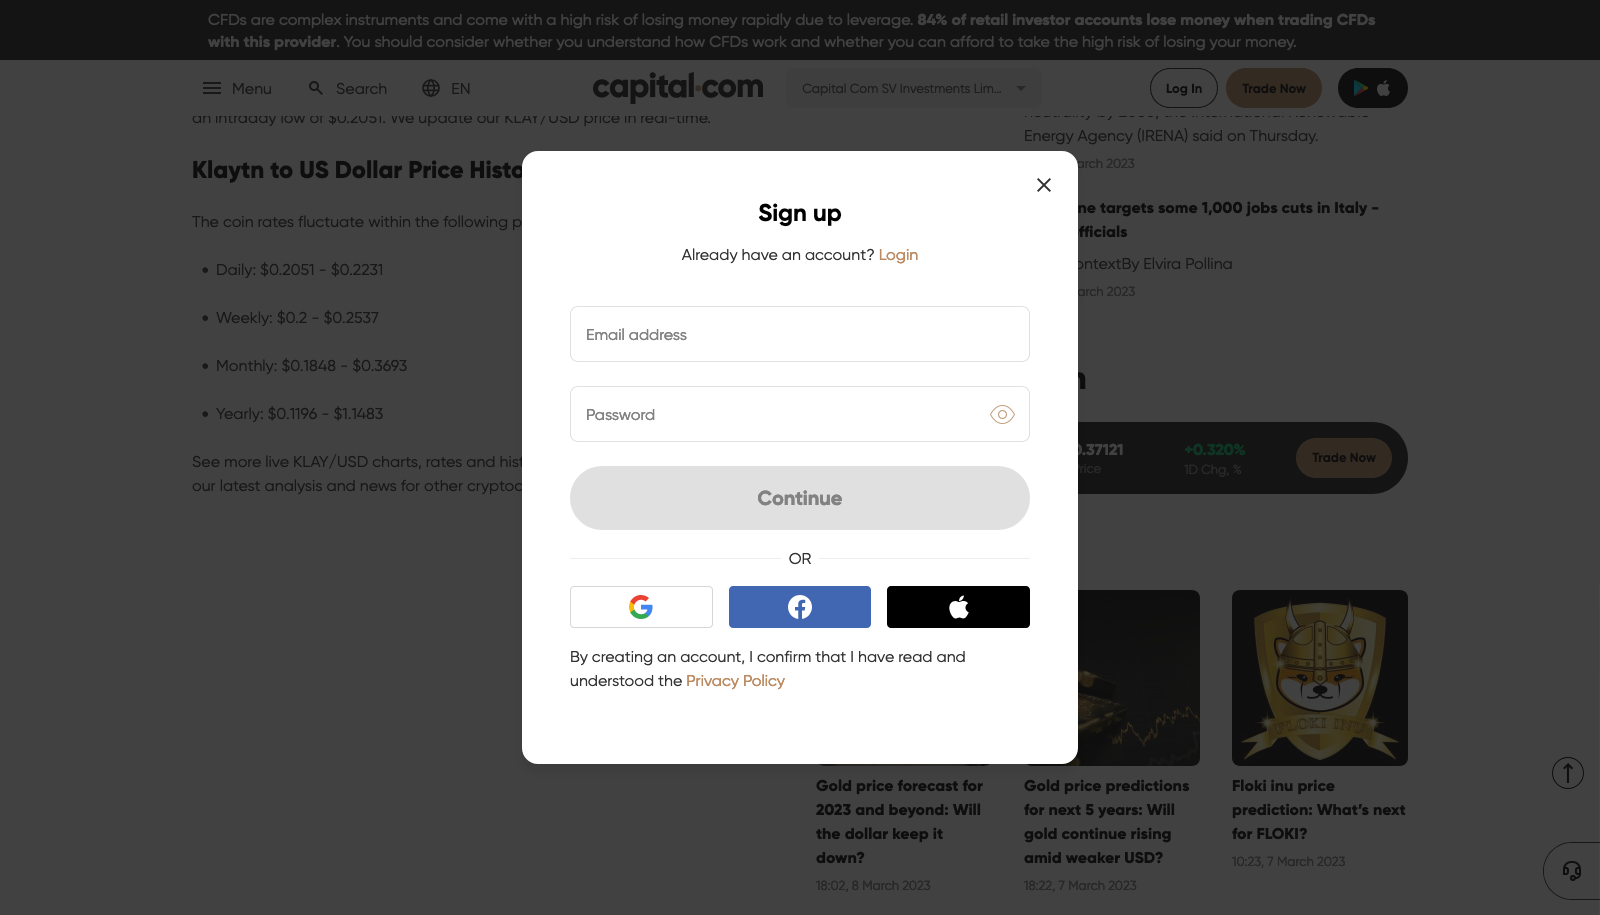 CFDs are complex instruments and come with a high risk of losing money rapidly due to leverage. 84% of retail investor accounts lose money when trading CFDs
with this provider. You should consider whether you understand how CFDs work and whether you can afford to take the high risk of losing your money.
Menu
Search
EN
capital.com
Capital Com SV Investments Lim...
Log In
Trade Now
an intraday low of $0.2051. We update our KLAY/USD price in real-time.
Klaytn to US Dollar Price Histo
The coin rates fluctuate within the following p
Daily: $0.2051 - $0.2231
Weekly: $0.2 - $0.2537
Monthly: $0.1848 - $0.3693
Yearly: $0.1196 - $1.1483
See more live KLAY/USD charts, rates and hist
our latest analysis and news for other cryptoc
Sign up
Already have an account? Login
Email address
Password
Continue
OR
By creating an account, I confirm that I have read and
understood the Privacy Policy
the International Renewable
Energy Agency (IRENA) said on Thursday.
arch 2023
ne targets some 1,000 jobs cuts in Italy -
fficials
ontextBy Elvira Pollina
arch 2023
n
0.37121
rice
+0.320%
1D Chg, %
Trade Now
FLOKI INU
Gold price forecast for
2023 and beyond: Will
the dollar keep it
down?
18:02, 8 March 2023
Gold price predictions
for next 5 years: Will
gold continue rising
amid weaker USD?
18:22, 7 March 2023
Floki inu price
prediction: What's next
for FLOKI?
10:23, 7 March 2023